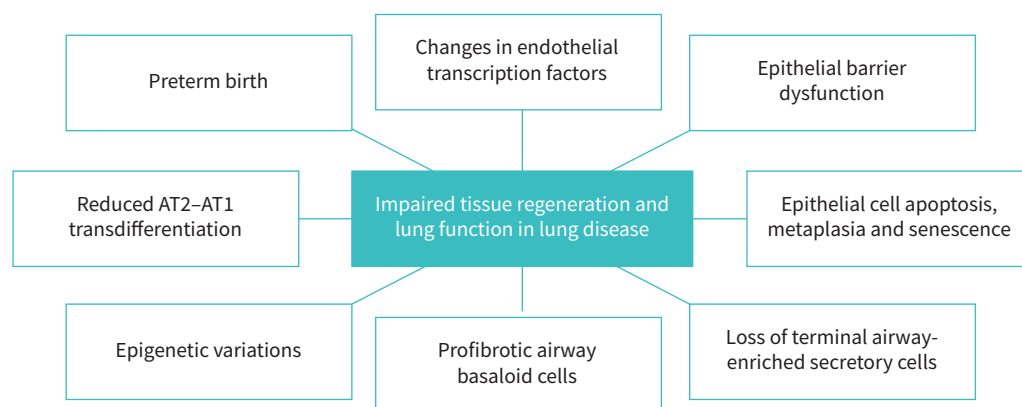 Preterm birth
Changes in endothelial
transcription factors
Epithelial barrier
dysfunction
Reduced AT2–AT1
transdifferentiation
Impaired tissue regeneration and
lung function in lung disease
Epithelial cell apoptosis,
metaplasia and senescence
Epigenetic variations
Profibrotic airway
basaloid cells
Loss of terminal airway-
enriched secretory cells